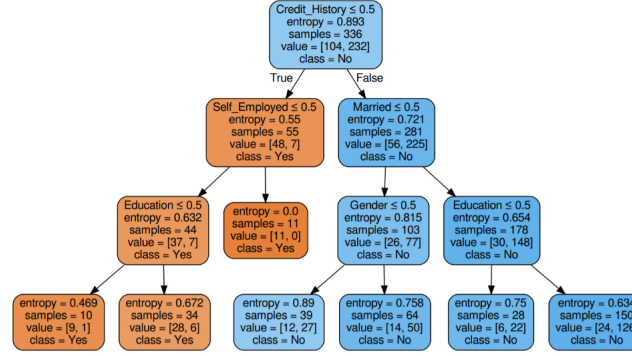 Credit_History ≤ 0.5
entropy = 0.893
samples = 336
value = [104, 232]
class = No
True
False
Self_Employed ≤ 0.5
entropy = 0.55
samples = 55
value = [48, 7]
class = Yes
Married ≤ 0.5
entropy = 0.721
samples = 281
value = [56, 225]
class = No
Education ≤ 0.5
entropy = 0.632
samples = 44
value = [37, 7]
class = Yes
entropy = 0.0
samples = 11
value = [11, 0]
class = Yes
Gender ≤ 0.5
entropy = 0.815
samples = 103
value = [26, 77]
class = No
Education ≤ 0.5
entropy = 0.654
samples = 178
value = [30, 148]
class = No
entropy = 0.469
samples = 10
value = [9, 1]
class = Yes
entropy = 0.672
samples = 34
value = [28, 6]
class = Yes
entropy = 0.89
samples = 39
value = [12, 27]
class = No
entropy = 0.758
samples = 64
value = [14, 50]
class = No
entropy = 0.75
samples = 28
value = [6, 22]
class = No
entropy = 0.634
samples = 150
value = [24, 126]
class = No